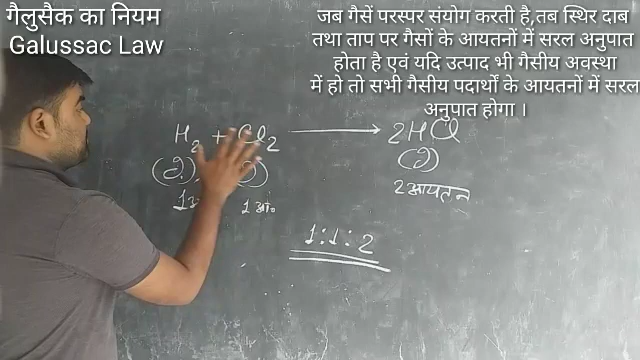 गैलुसैक का नियम
Galussac Law
जब गैसें परस्पर संयोग करती है,तब स्थिर दाब
तथा ताप पर गैसों के आयतनों में सरल अनुपात
होता है एवं यदि उत्पाद भी गैसीय अवस्था
में हो तो सभी गैसीय पदार्थों के आयतनों में सरल
अनुपात होगा ।
H2 + Cl2 → 2HCl
(g) (g)
1आ. 2आयतन
1:1:2